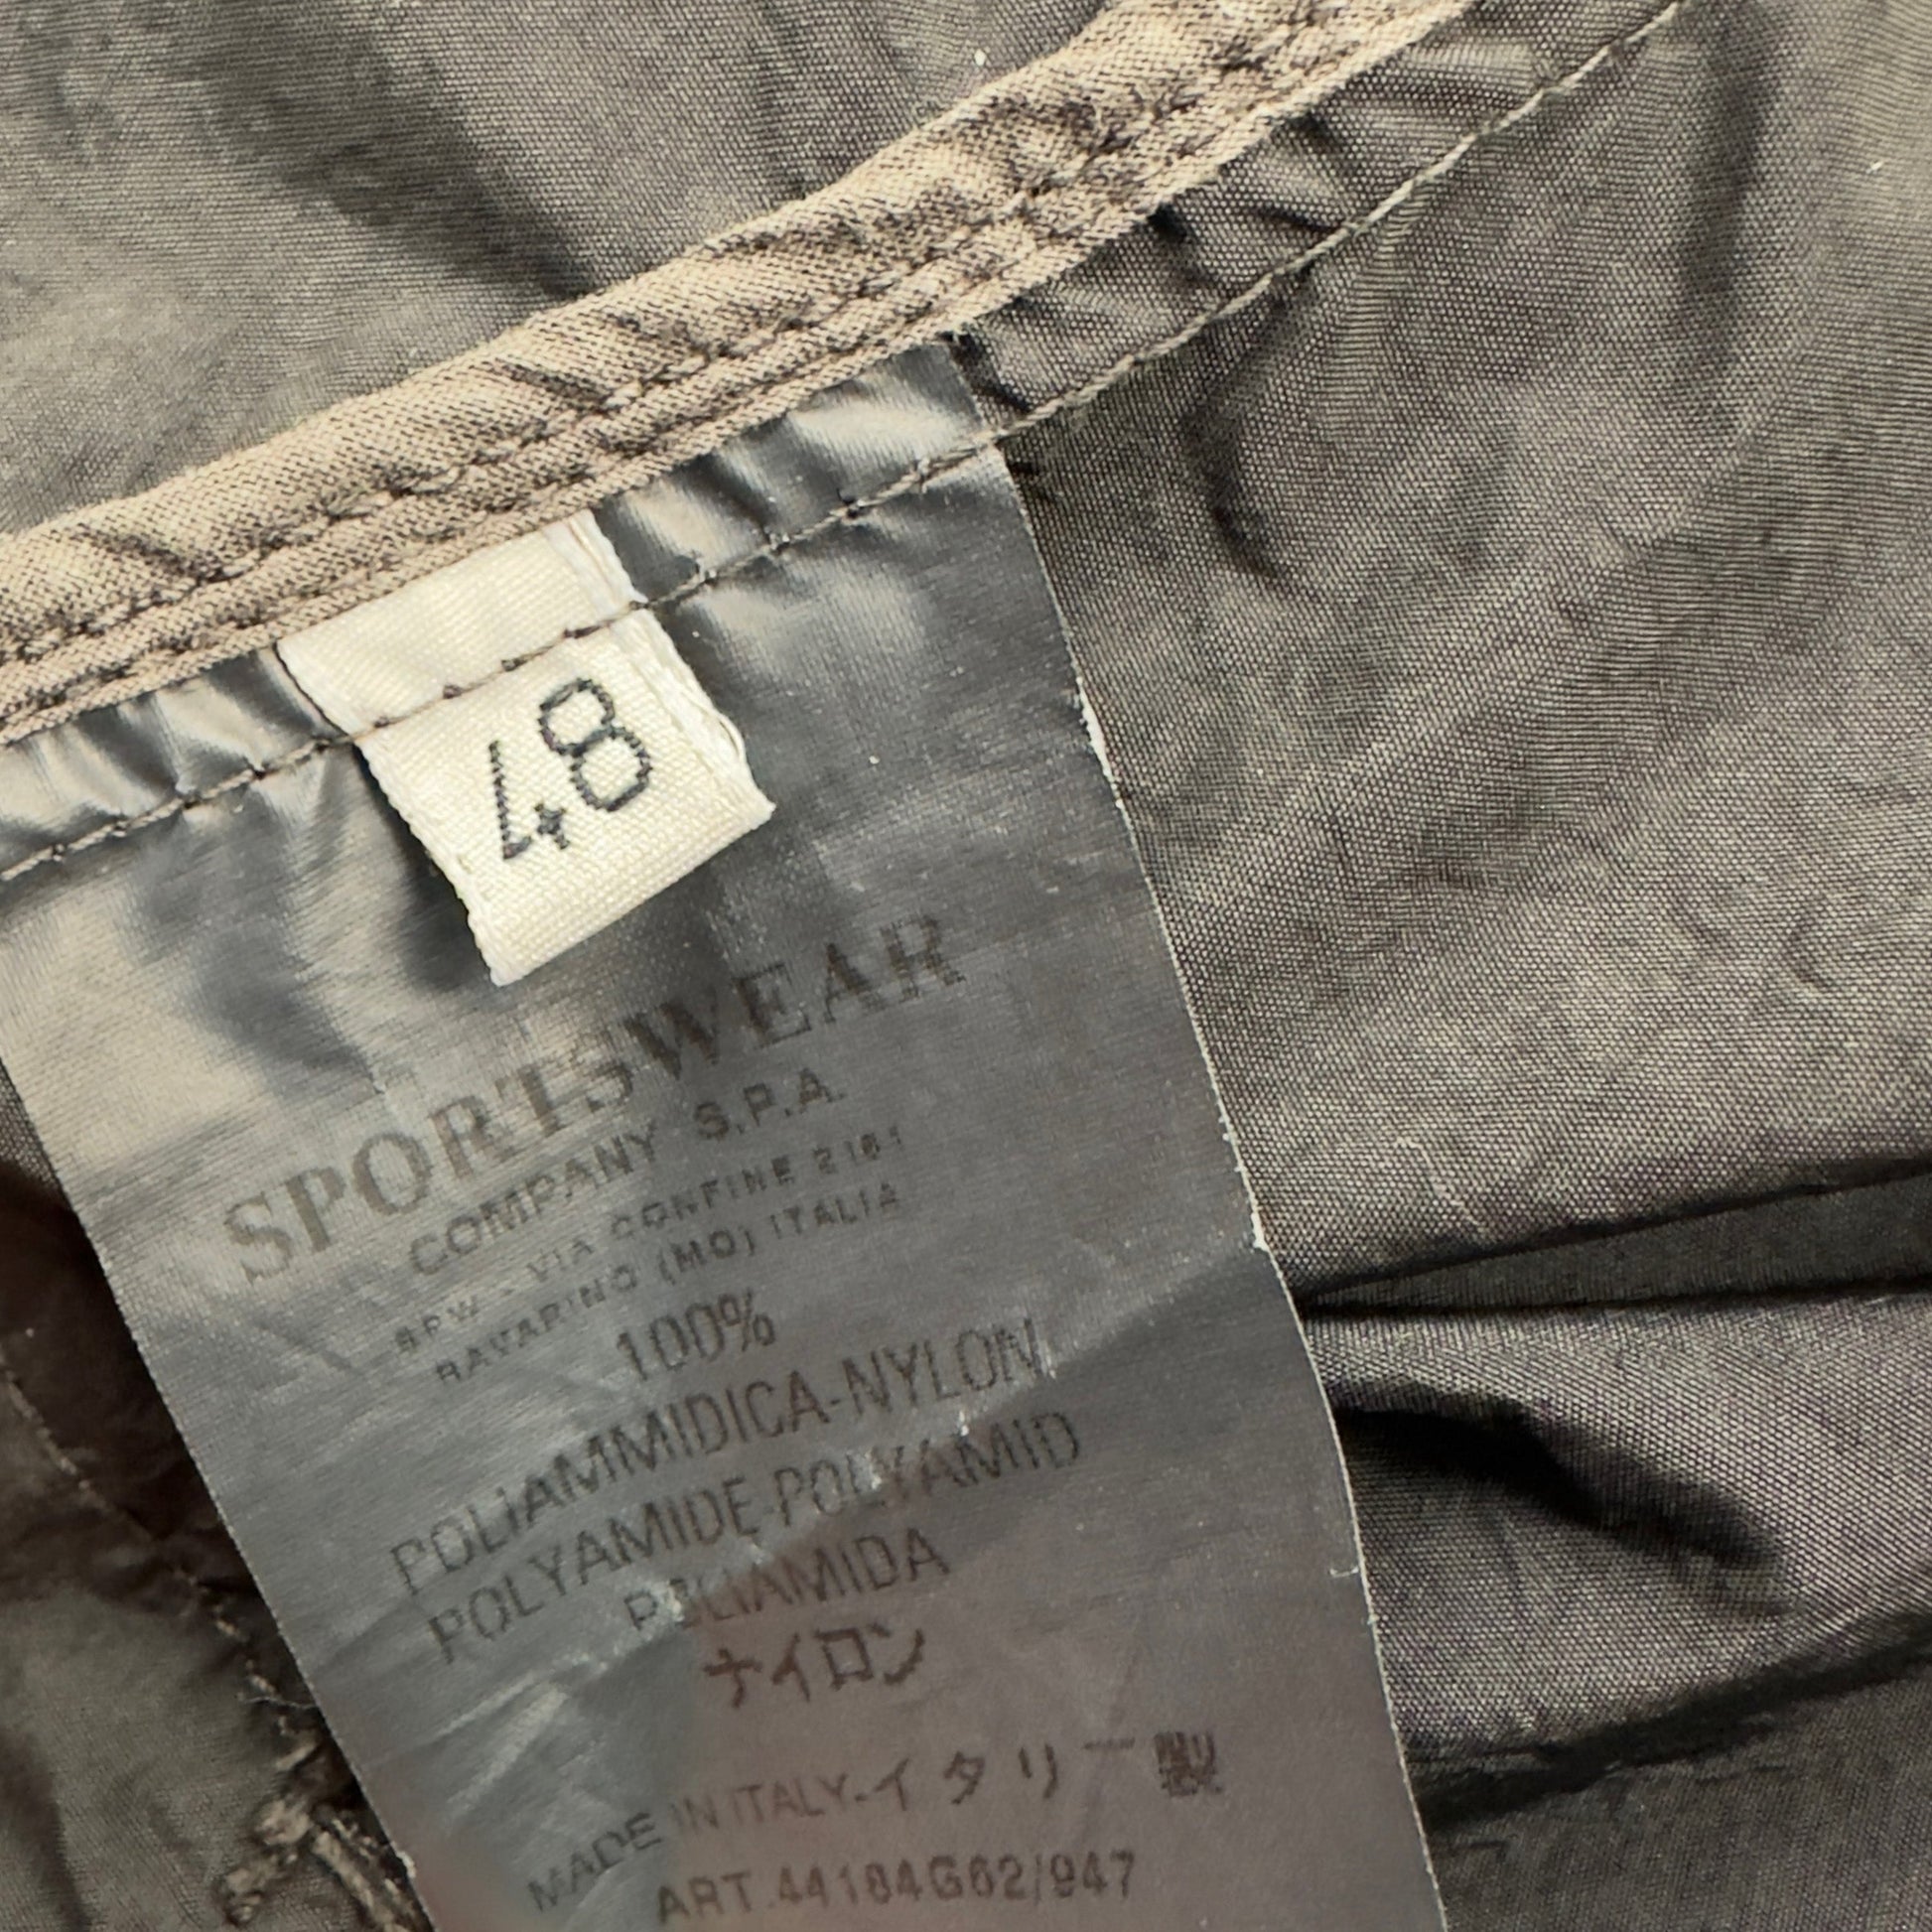 48
SPORTSWEAR
COMPANY S.P.A.
SPW - VIA CONFINE 2161
RAVARINO (MO) ITALIA
100%
POLIAMMIDICA-NYLON
POLYAMIDE-POLYAMID
POLIAMIDA
ナイロン
MADE IN ITALY-イタリー製
ART.44184G62/947